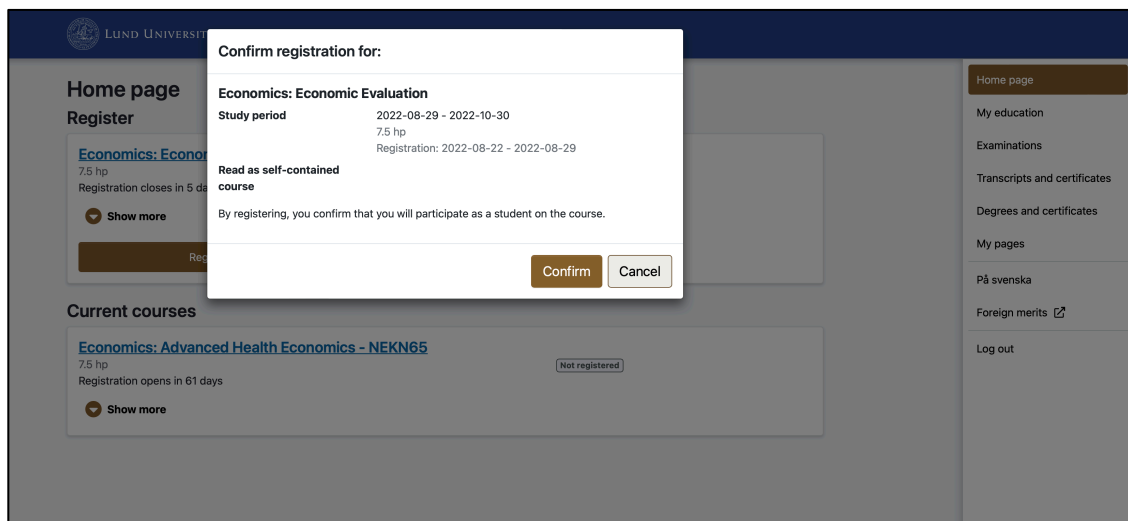 LUND UNIVERSIT
Confirm registration for:
Economics: Economic Evaluation
Study period
2022-08-29 - 2022-10-30
7.5 hp
Registration: 2022-08-22 - 2022-08-29
Read as self-contained
course
By registering, you confirm that you will participate as a student on the course.
Confirm
Cancel
Home page
Register
Economics: Econor
7.5 hp
Registration closes in 5 da
Show more
Reg
Current courses
Economics: Advanced Health Economics - NEKN65
7.5 hp
Not registered
Registration opens in 61 days
Show more
Home page
My education
Examinations
Transcripts and certificates
Degrees and certificates
My pages
På svenska
Foreign merits
Log out